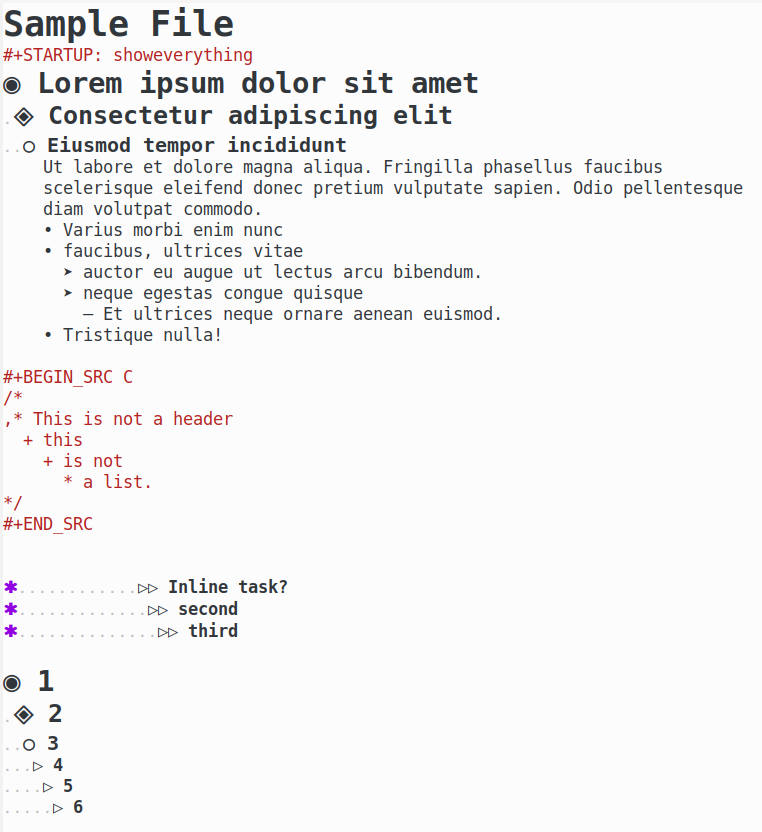 Sample File
#+STARTUP: showeverything
◉ Lorem ipsum dolor sit amet
.◈ Consectetur adipiscing elit
..○ Eiusmod tempor incididunt
Ut labore et dolore magna aliqua. Fringilla phasellus faucibus
scelerisque eleifend donec pretium vulputate sapien. Odio pellentesque
diam volutpat commodo.
• Varius morbi enim nunc
• faucibus, ultrices vitae
➤ auctor eu augue ut lectus arcu bibendum.
➤ neque egestas congue quisque
– Et ultrices neque ornare aenean euismod.
• Tristique nulla!
#+BEGIN_SRC C
/*
,* This is not a header
+ this
+ is not
* a list.
*/
#+END_SRC
✱............▷▷ Inline task?
✱.............▷▷ second
✱..............▷▷ third
◉ 1
.◈ 2
..○ 3
...▷ 4
....▷ 5
.....▷ 6